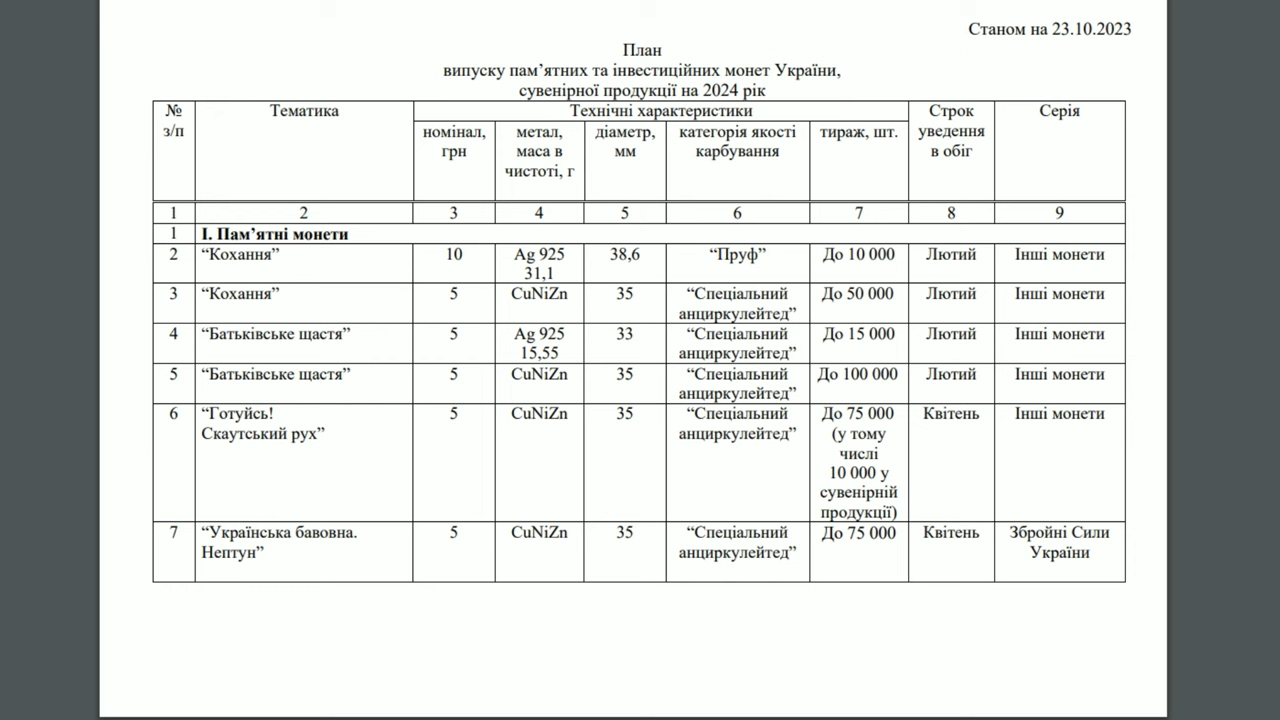 Станом на 23.10.2023
План
випуску пам’ятних та інвестиційних монет України,
сувенірної продукції на 2024 рік
№ з/п Тематика Технічні характеристики Строк уведення в обіг Серія
номінал, грн метал, маса в чистоті, г діаметр, мм категорія якості карбування тираж, шт.
1 2 3 4 5 6 7 8 9
1 І. Пам’ятні монети
2 “Кохання” 10 Ag 925 31,1 38,6 “Пруф” До 10 000 Лютий Інші монети
3 “Кохання” 5 CuNiZn 35 “Спеціальний анциркулейтед” До 50 000 Лютий Інші монети
4 “Батьківське щастя” 5 Ag 925 15,55 33 “Спеціальний анциркулейтед” До 15 000 Лютий Інші монети
5 “Батьківське щастя” 5 CuNiZn 35 “Спеціальний анциркулейтед” До 100 000 Лютий Інші монети
6 “Готуйсь! Скаутський рух” 5 CuNiZn 35 “Спеціальний анциркулейтед” До 75 000 (у тому числі 10 000 у сувенірній продукції) Квітень Інші монети
7 “Українська бавовна. Нептун” 5 CuNiZn 35 “Спеціальний анциркулейтед” До 75 000 Квітень Збройні Сили України